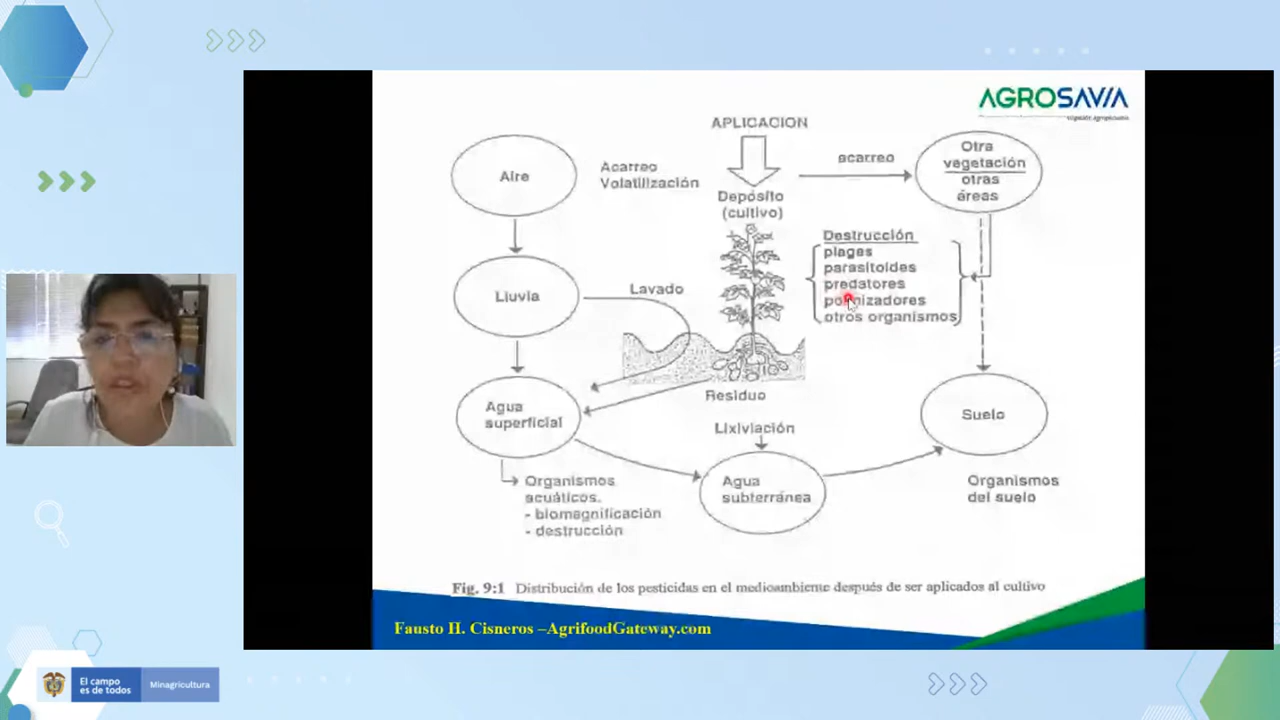 AGROSAVIA
APLICACION
Aire
Acarreo
Volatilización
acarreo
Otra
vegetación
otras
áreas
Depósito
(cultivo)
Destrucción
plagas
parasitoides
predatores
polinizadores
otros organismos
Lluvia
Lavado
Residuo
Agua
superficial
Lixiviación
Suelo
Agua
subterránea
Organismos
acuáticos.
- biomagnificación
- destrucción
Organismos
del suelo
Fig. 9:1 Distribución de los pesticidas en el medioambiente después de ser aplicados al cultivo
Fausto H. Cisneros –AgrifoodGateway.com
El campo
es de todos
Minagricultura